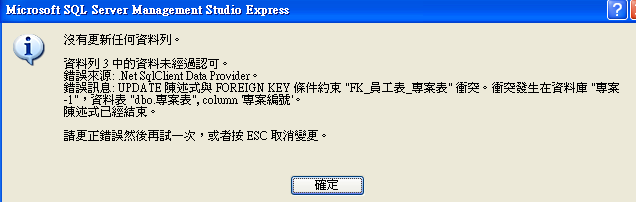 Microsoft SQL Server Management Studio Express
沒有更新任何資料列。
資料列 3 中的資料未經過認可。
錯誤來源: .Net SqlClient Data Provider。
錯誤訊息: UPDATE 陳述式與 FOREIGN KEY 條件約束 "FK_員工表_專案表" 衝突。衝突發生在資料庫 "專案
-1"，資料表 "dbo.專案表", column '專案編號'。
陳述式已經結束。
請更正錯誤然後再試一次，或者按 ESC 取消變更。
確定